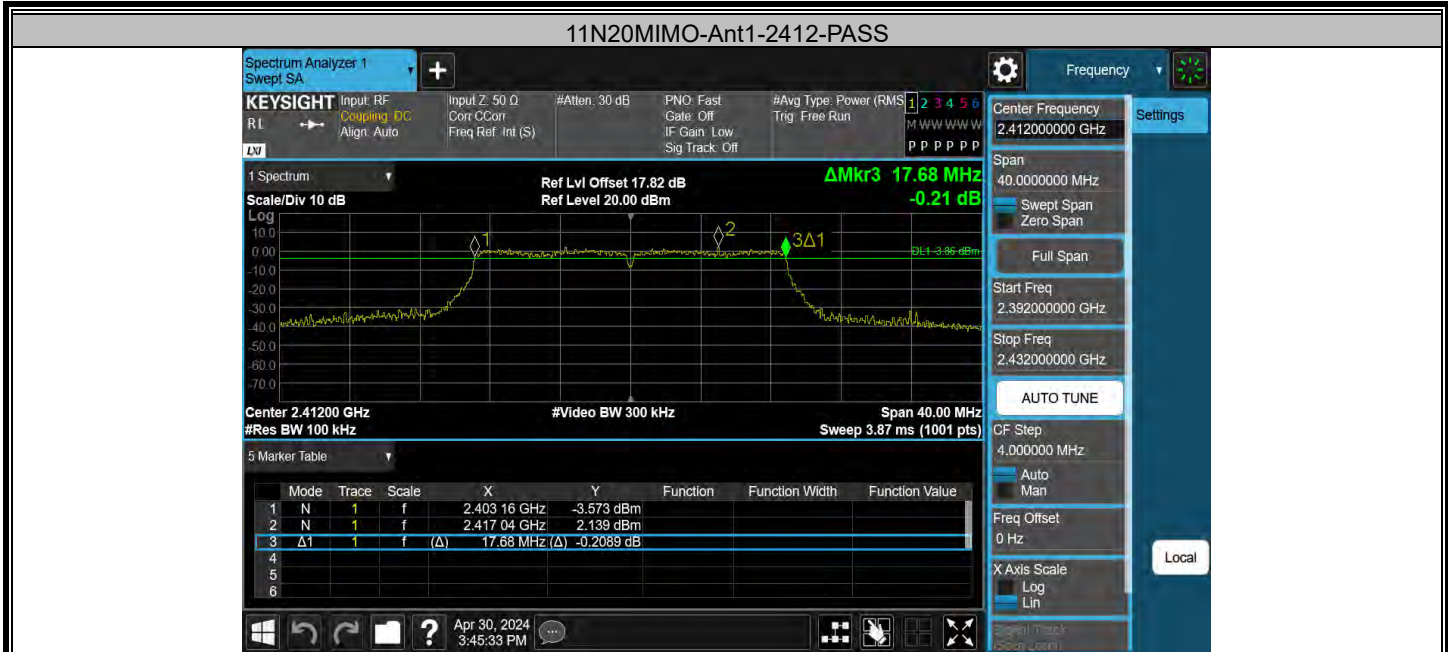 11N20MIMO-Ant1-2412-PASS
Spectrum Analyzer 1
Swept SA
+
Frequency
KEYSIGHT
RL
LXI
Input: RF
Coupling: DC
Align: Auto
Input Z: 50 Ω
Corr CCorr
Freq Ref: Int (S)
#Atten: 30 dB
PNO: Fast
Gate: Off
IF Gain: Low
Sig Track: Off
#Avg Type: Power (RMS
Trig: Free Run
1 2 3 4 5 6
M W W W W W
P P P P P P
1 Spectrum
Scale/Div 10 dB
Ref Lvl Offset 17.82 dB
Ref Level 20.00 dBm
ΔMkr3 17.68 MHz
-0.21 dB
Log
10.0
0.00
-10.0
-20.0
-30.0
-40.0
-50.0
-60.0
-70.0
1
2
3Δ1
DL1 -3.86 dBm
Center 2.41200 GHz
#Res BW 100 kHz
#Video BW 300 kHz
Span 40.00 MHz
Sweep 3.87 ms (1001 pts)
5 Marker Table
Mode Trace Scale X Y Function Function Width Function Value
1 N 1 f 2.403 16 GHz -3.573 dBm
2 N 1 f 2.417 04 GHz 2.139 dBm
3 Δ1 1 f (Δ) 17.68 MHz (Δ) -0.2089 dB
4
5
6
?
Apr 30, 2024
3:45:33 PM
Center Frequency
2.412000000 GHz
Settings
Span
40.0000000 MHz
Swept Span
Zero Span
Full Span
Start Freq
2.392000000 GHz
Stop Freq
2.432000000 GHz
AUTO TUNE
CF Step
4.000000 MHz
Auto
Man
Freq Offset
0 Hz
X Axis Scale
Log
Lin
Local
Signal Track
(Span Zoom)